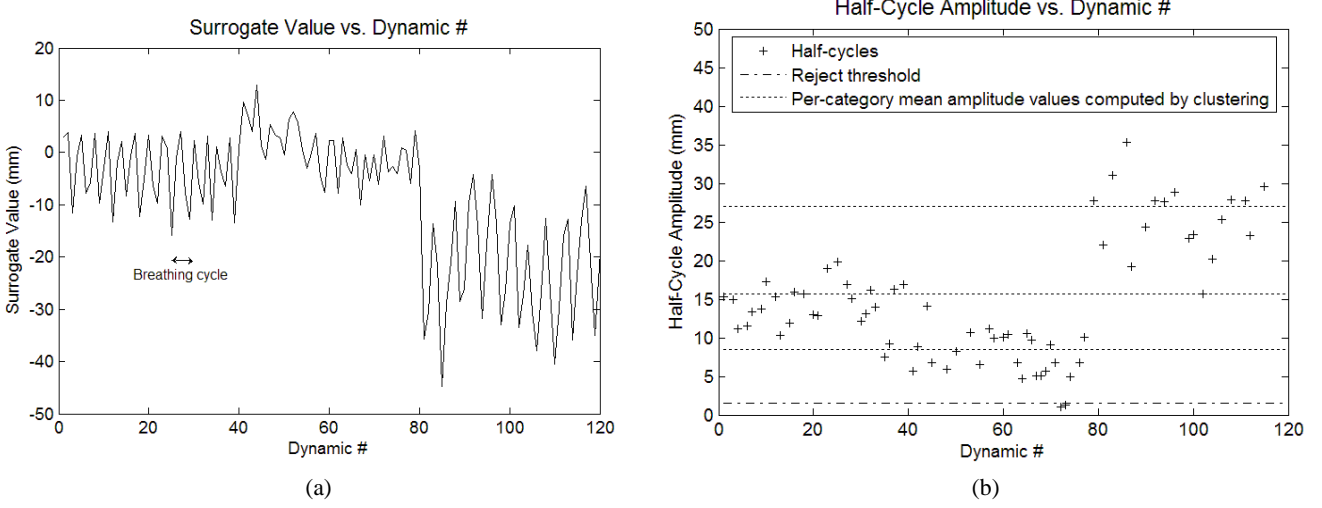 Surrogate Value vs. Dynamic #
20
10
0
-10
-20
-30
-40
-50
Surrogate Value (mm)
Breathing cycle
0 20 40 60 80 100 120
Dynamic #
(a)
Half-Cycle Amplitude vs. Dynamic #
50
45
40
35
30
25
20
15
10
5
0
Half-Cycle Amplitude (mm)
Half-cycles
Reject threshold
Per-category mean amplitude values computed by clustering
0 20 40 60 80 100 120
Dynamic #
(b)